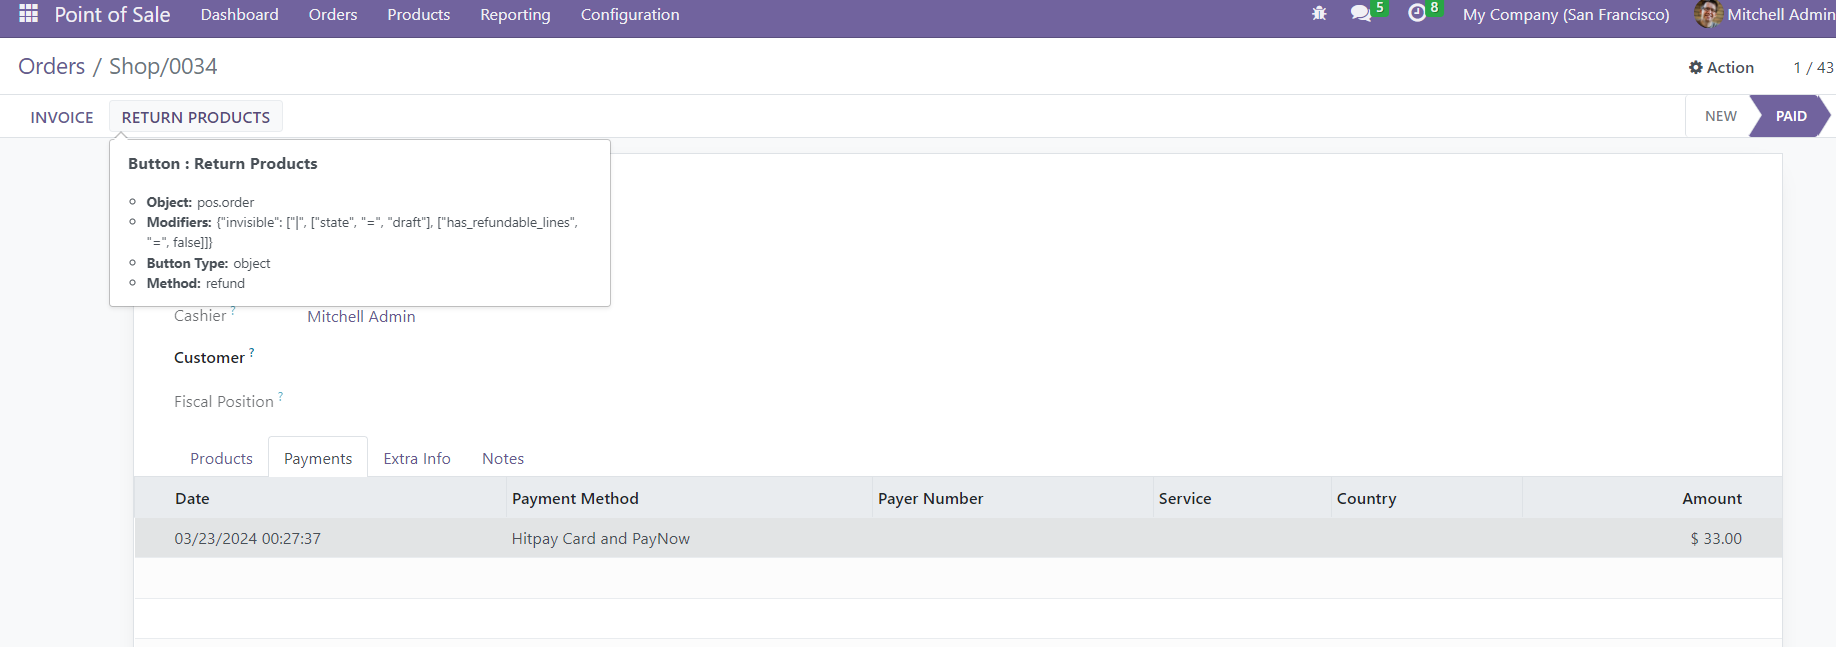 Point of Sale Dashboard Orders Products Reporting Configuration 5 8 My Company (San Francisco) Mitchell Admin
Orders / Shop/0034
Action 1 / 43
INVOICE RETURN PRODUCTS NEW PAID
Button : Return Products
Object: pos.order
Modifiers: {"invisible": ["|", ["state", "=", "draft"], ["has_refundable_lines",
"=", false]]}
Button Type: object
Method: refund
Cashier ? Mitchell Admin
Customer ?
Fiscal Position ?
Products Payments Extra Info Notes
Date Payment Method Payer Number Service Country Amount
03/23/2024 00:27:37 Hitpay Card and PayNow $ 33.00